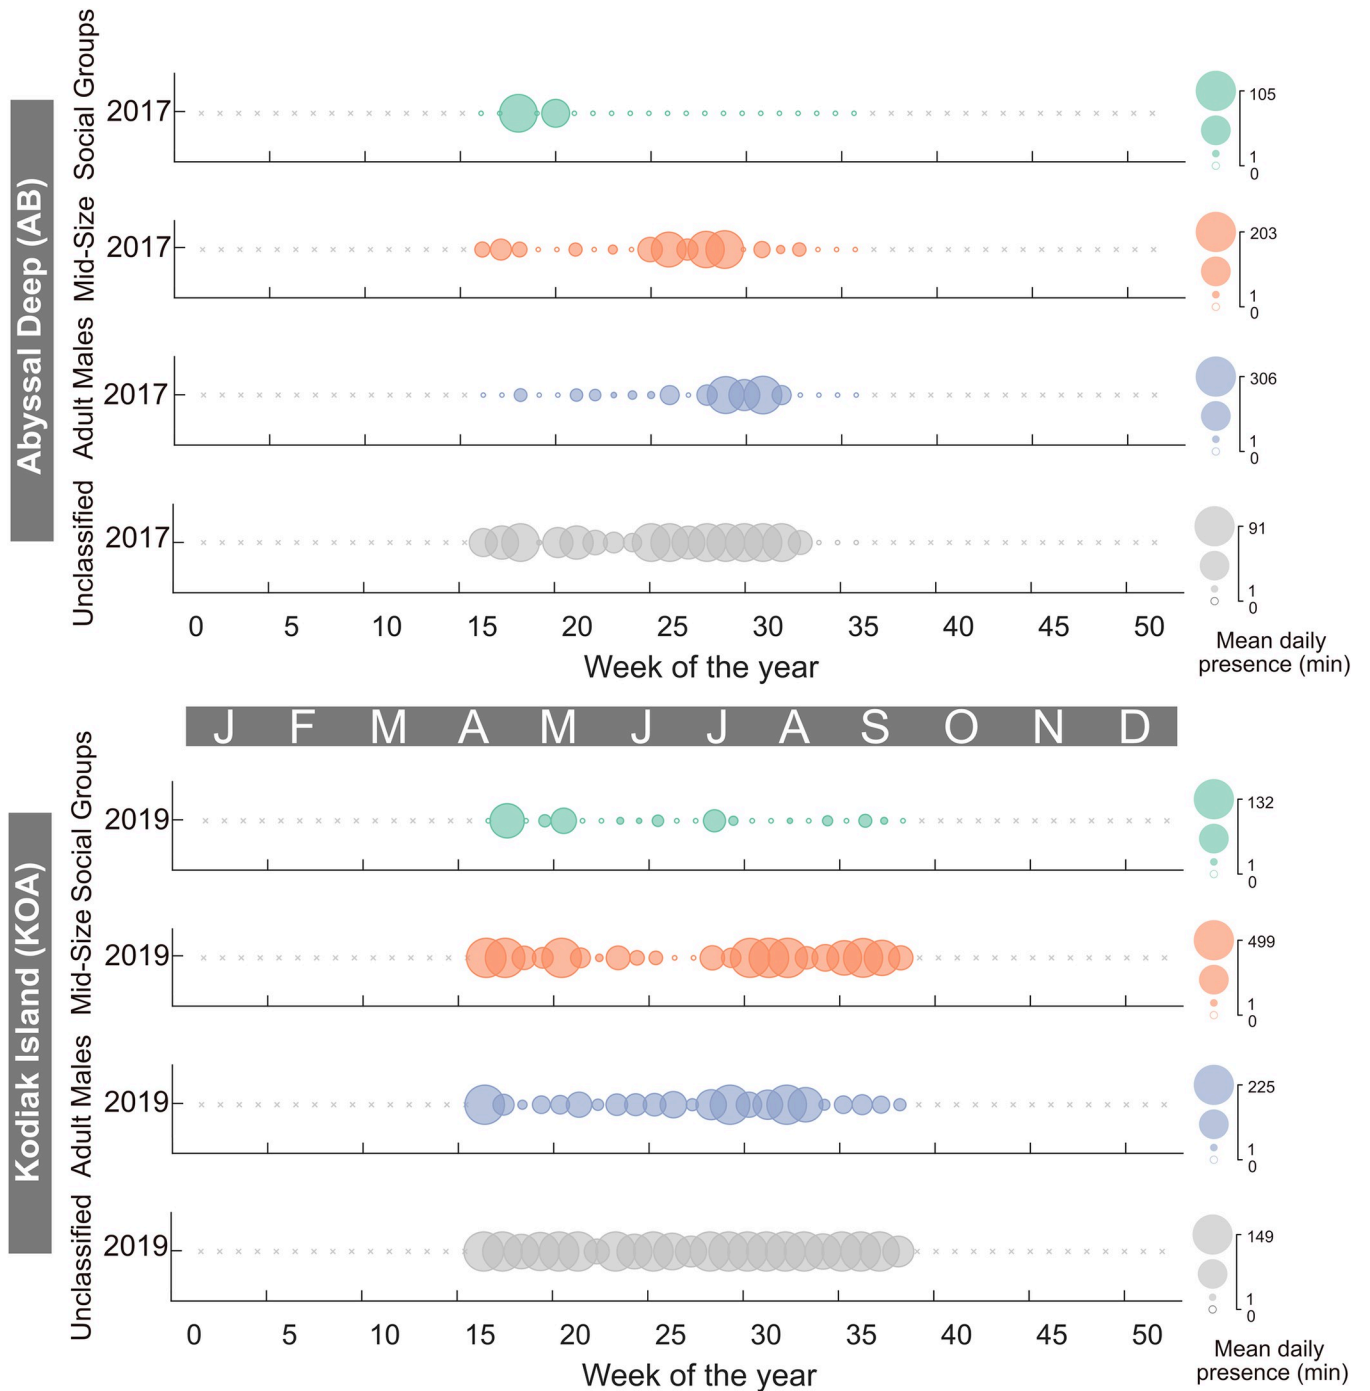 Abyssal Deep (AB)
Social Groups
2017
105
1
0
Mid-Size
2017
203
1
0
Adult Males
2017
306
1
0
Unclassified
2017
91
1
0
0 5 10 15 20 25 30 35 40 45 50
Week of the year
Mean daily
presence (min)
J F M A M J J A S O N D
Kodiak Island (KOA)
Social Groups
2019
132
1
0
Mid-Size
2019
499
1
0
Adult Males
2019
225
1
0
Unclassified
2019
149
1
0
0 5 10 15 20 25 30 35 40 45 50
Week of the year
Mean daily
presence (min)